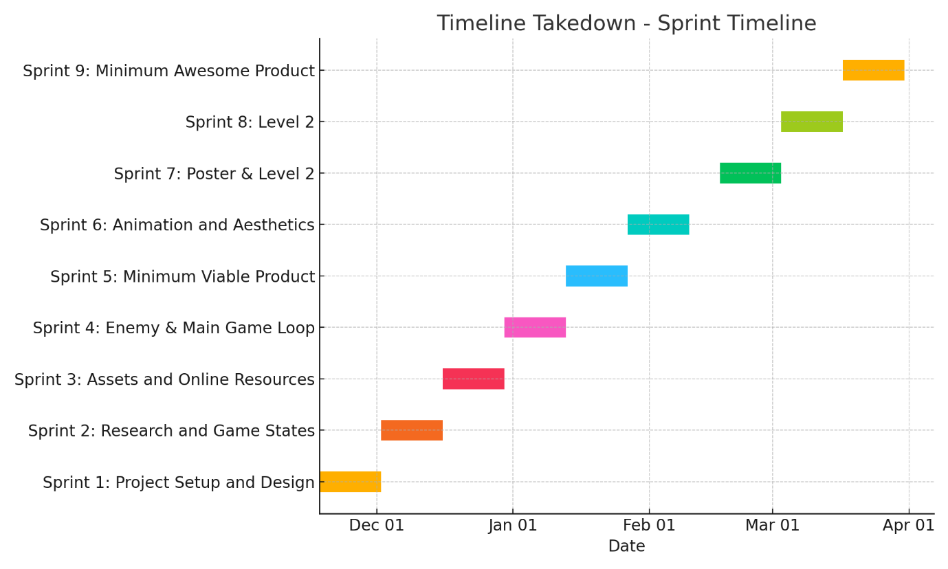 Timeline Takedown - Sprint Timeline
Sprint 9: Minimum Awesome Product
Sprint 8: Level 2
Sprint 7: Poster & Level 2
Sprint 6: Animation and Aesthetics
Sprint 5: Minimum Viable Product
Sprint 4: Enemy & Main Game Loop
Sprint 3: Assets and Online Resources
Sprint 2: Research and Game States
Sprint 1: Project Setup and Design
Dec 01 Jan 01 Feb 01 Mar 01 Apr 01
Date